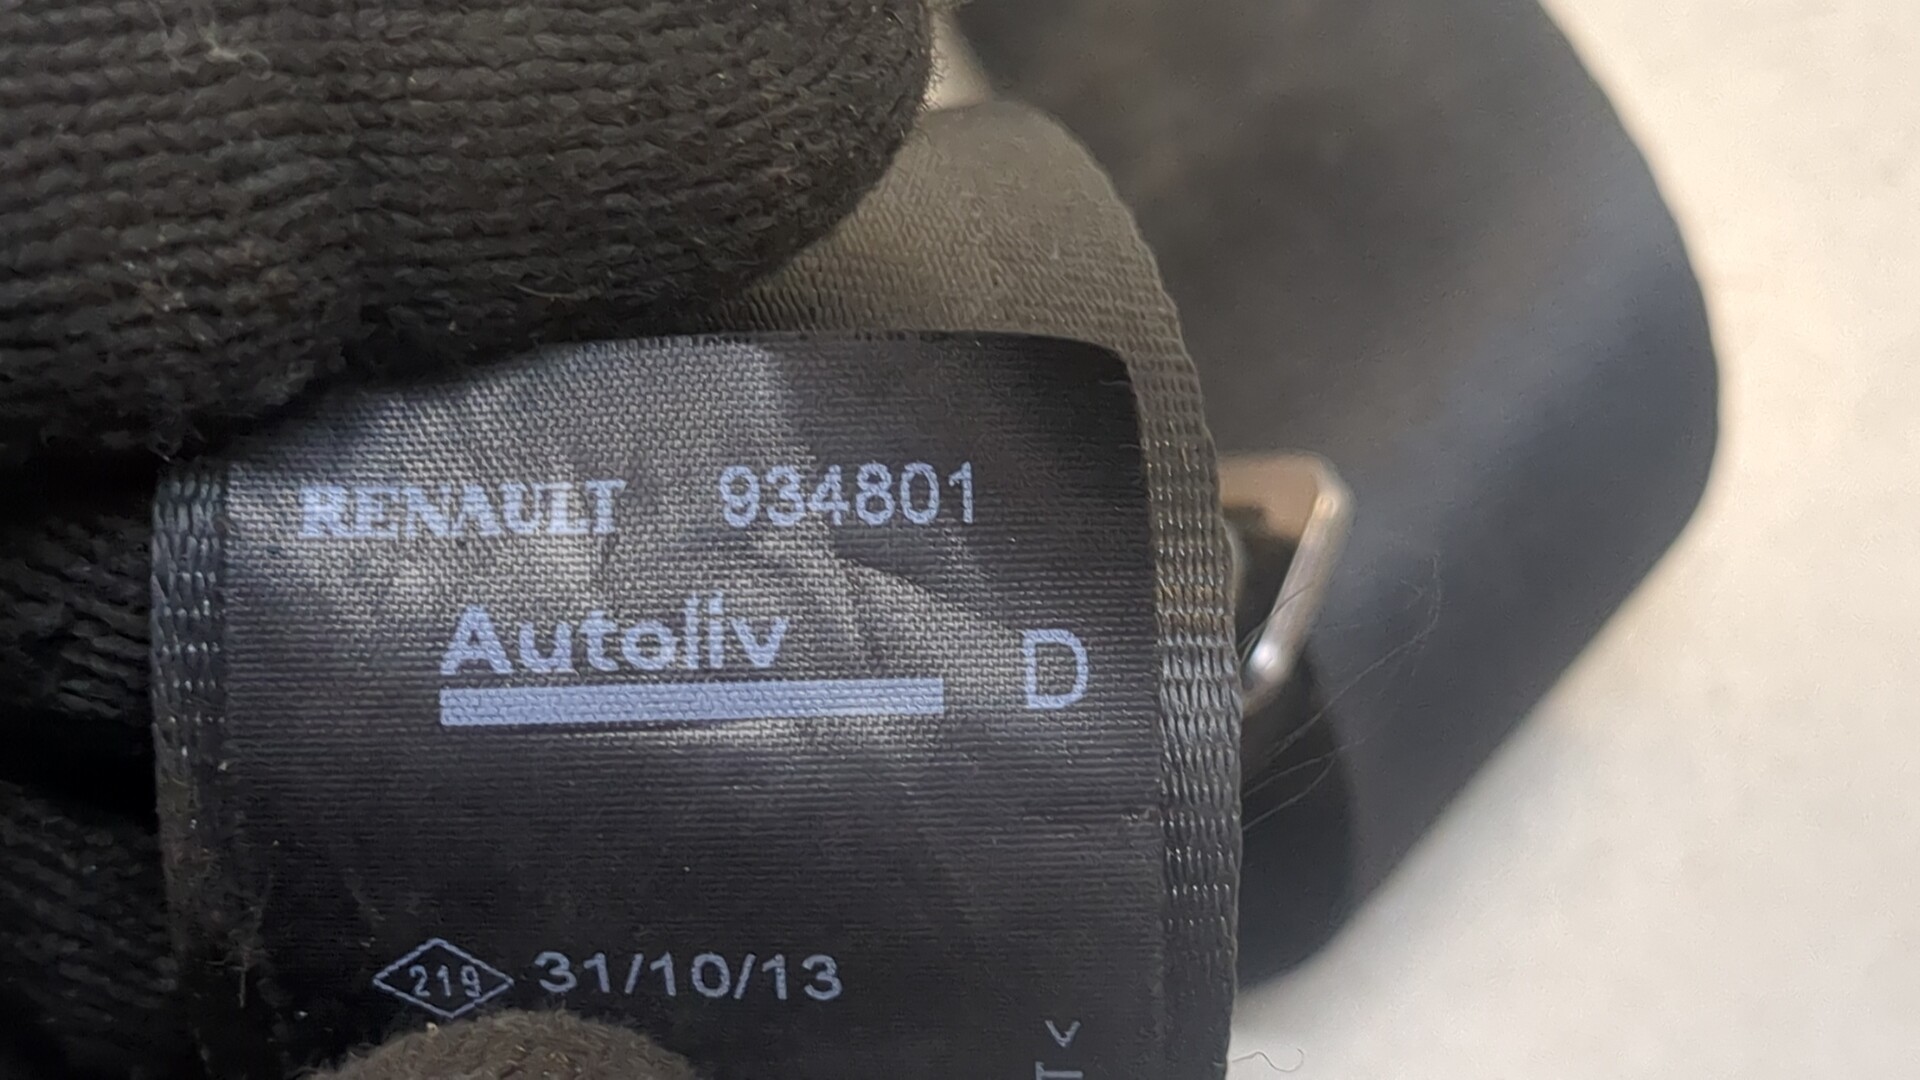 RENAULT 934801
Autoliv
D
219 31/10/13
T<